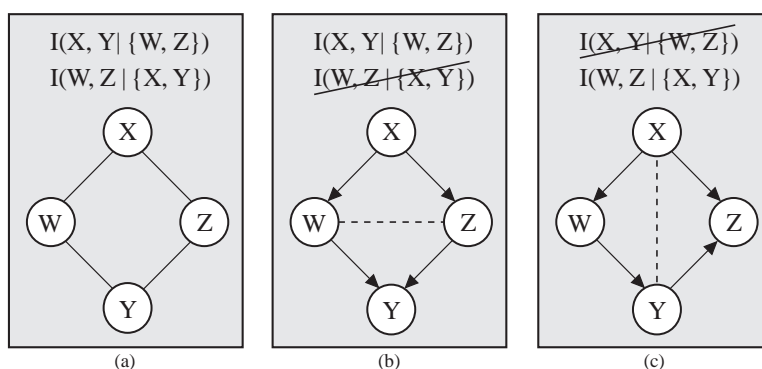 I(X, Y| {W, Z})
I(W, Z | {X, Y})
X
W
Z
Y
(a)
I(X, Y| {W, Z})
I(W, Z | {X, Y})
X
W
Z
Y
(b)
I(X, Y| {W, Z})
I(W, Z | {X, Y})
X
W
Z
Y
(c)